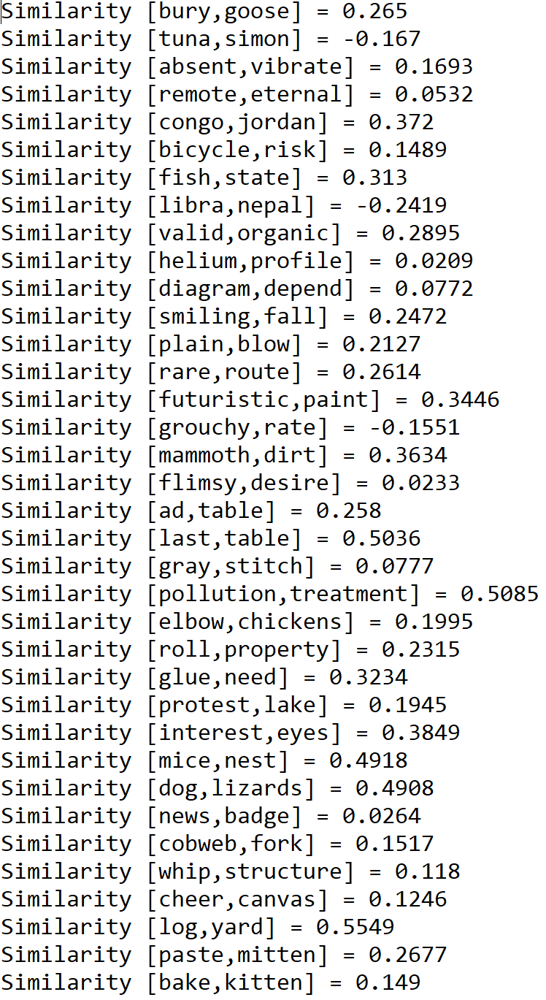 Similarity [bury,goose] = 0.265
Similarity [tuna,simon] = -0.167
Similarity [absent,vibrate] = 0.1693
Similarity [remote,eternal] = 0.0532
Similarity [congo,jordan] = 0.372
Similarity [bicycle,risk] = 0.1489
Similarity [fish,state] = 0.313
Similarity [libra,nepal] = -0.2419
Similarity [valid,organic] = 0.2895
Similarity [helium,profile] = 0.0209
Similarity [diagram,depend] = 0.0772
Similarity [smiling,fall] = 0.2472
Similarity [plain,blow] = 0.2127
Similarity [rare,route] = 0.2614
Similarity [futuristic,paint] = 0.3446
Similarity [grouchy,rate] = -0.1551
Similarity [mammoth,dirt] = 0.3634
Similarity [flimsy,desire] = 0.0233
Similarity [ad,table] = 0.258
Similarity [last,table] = 0.5036
Similarity [gray,stitch] = 0.0777
Similarity [pollution,treatment] = 0.5085
Similarity [elbow,chickens] = 0.1995
Similarity [roll,property] = 0.2315
Similarity [glue,need] = 0.3234
Similarity [protest,lake] = 0.1945
Similarity [interest,eyes] = 0.3849
Similarity [mice,nest] = 0.4918
Similarity [dog,lizards] = 0.4908
Similarity [news,badge] = 0.0264
Similarity [cobweb,fork] = 0.1517
Similarity [whip,structure] = 0.118
Similarity [cheer,canvas] = 0.1246
Similarity [log,yard] = 0.5549
Similarity [paste,mitten] = 0.2677
Similarity [bake,kitten] = 0.149